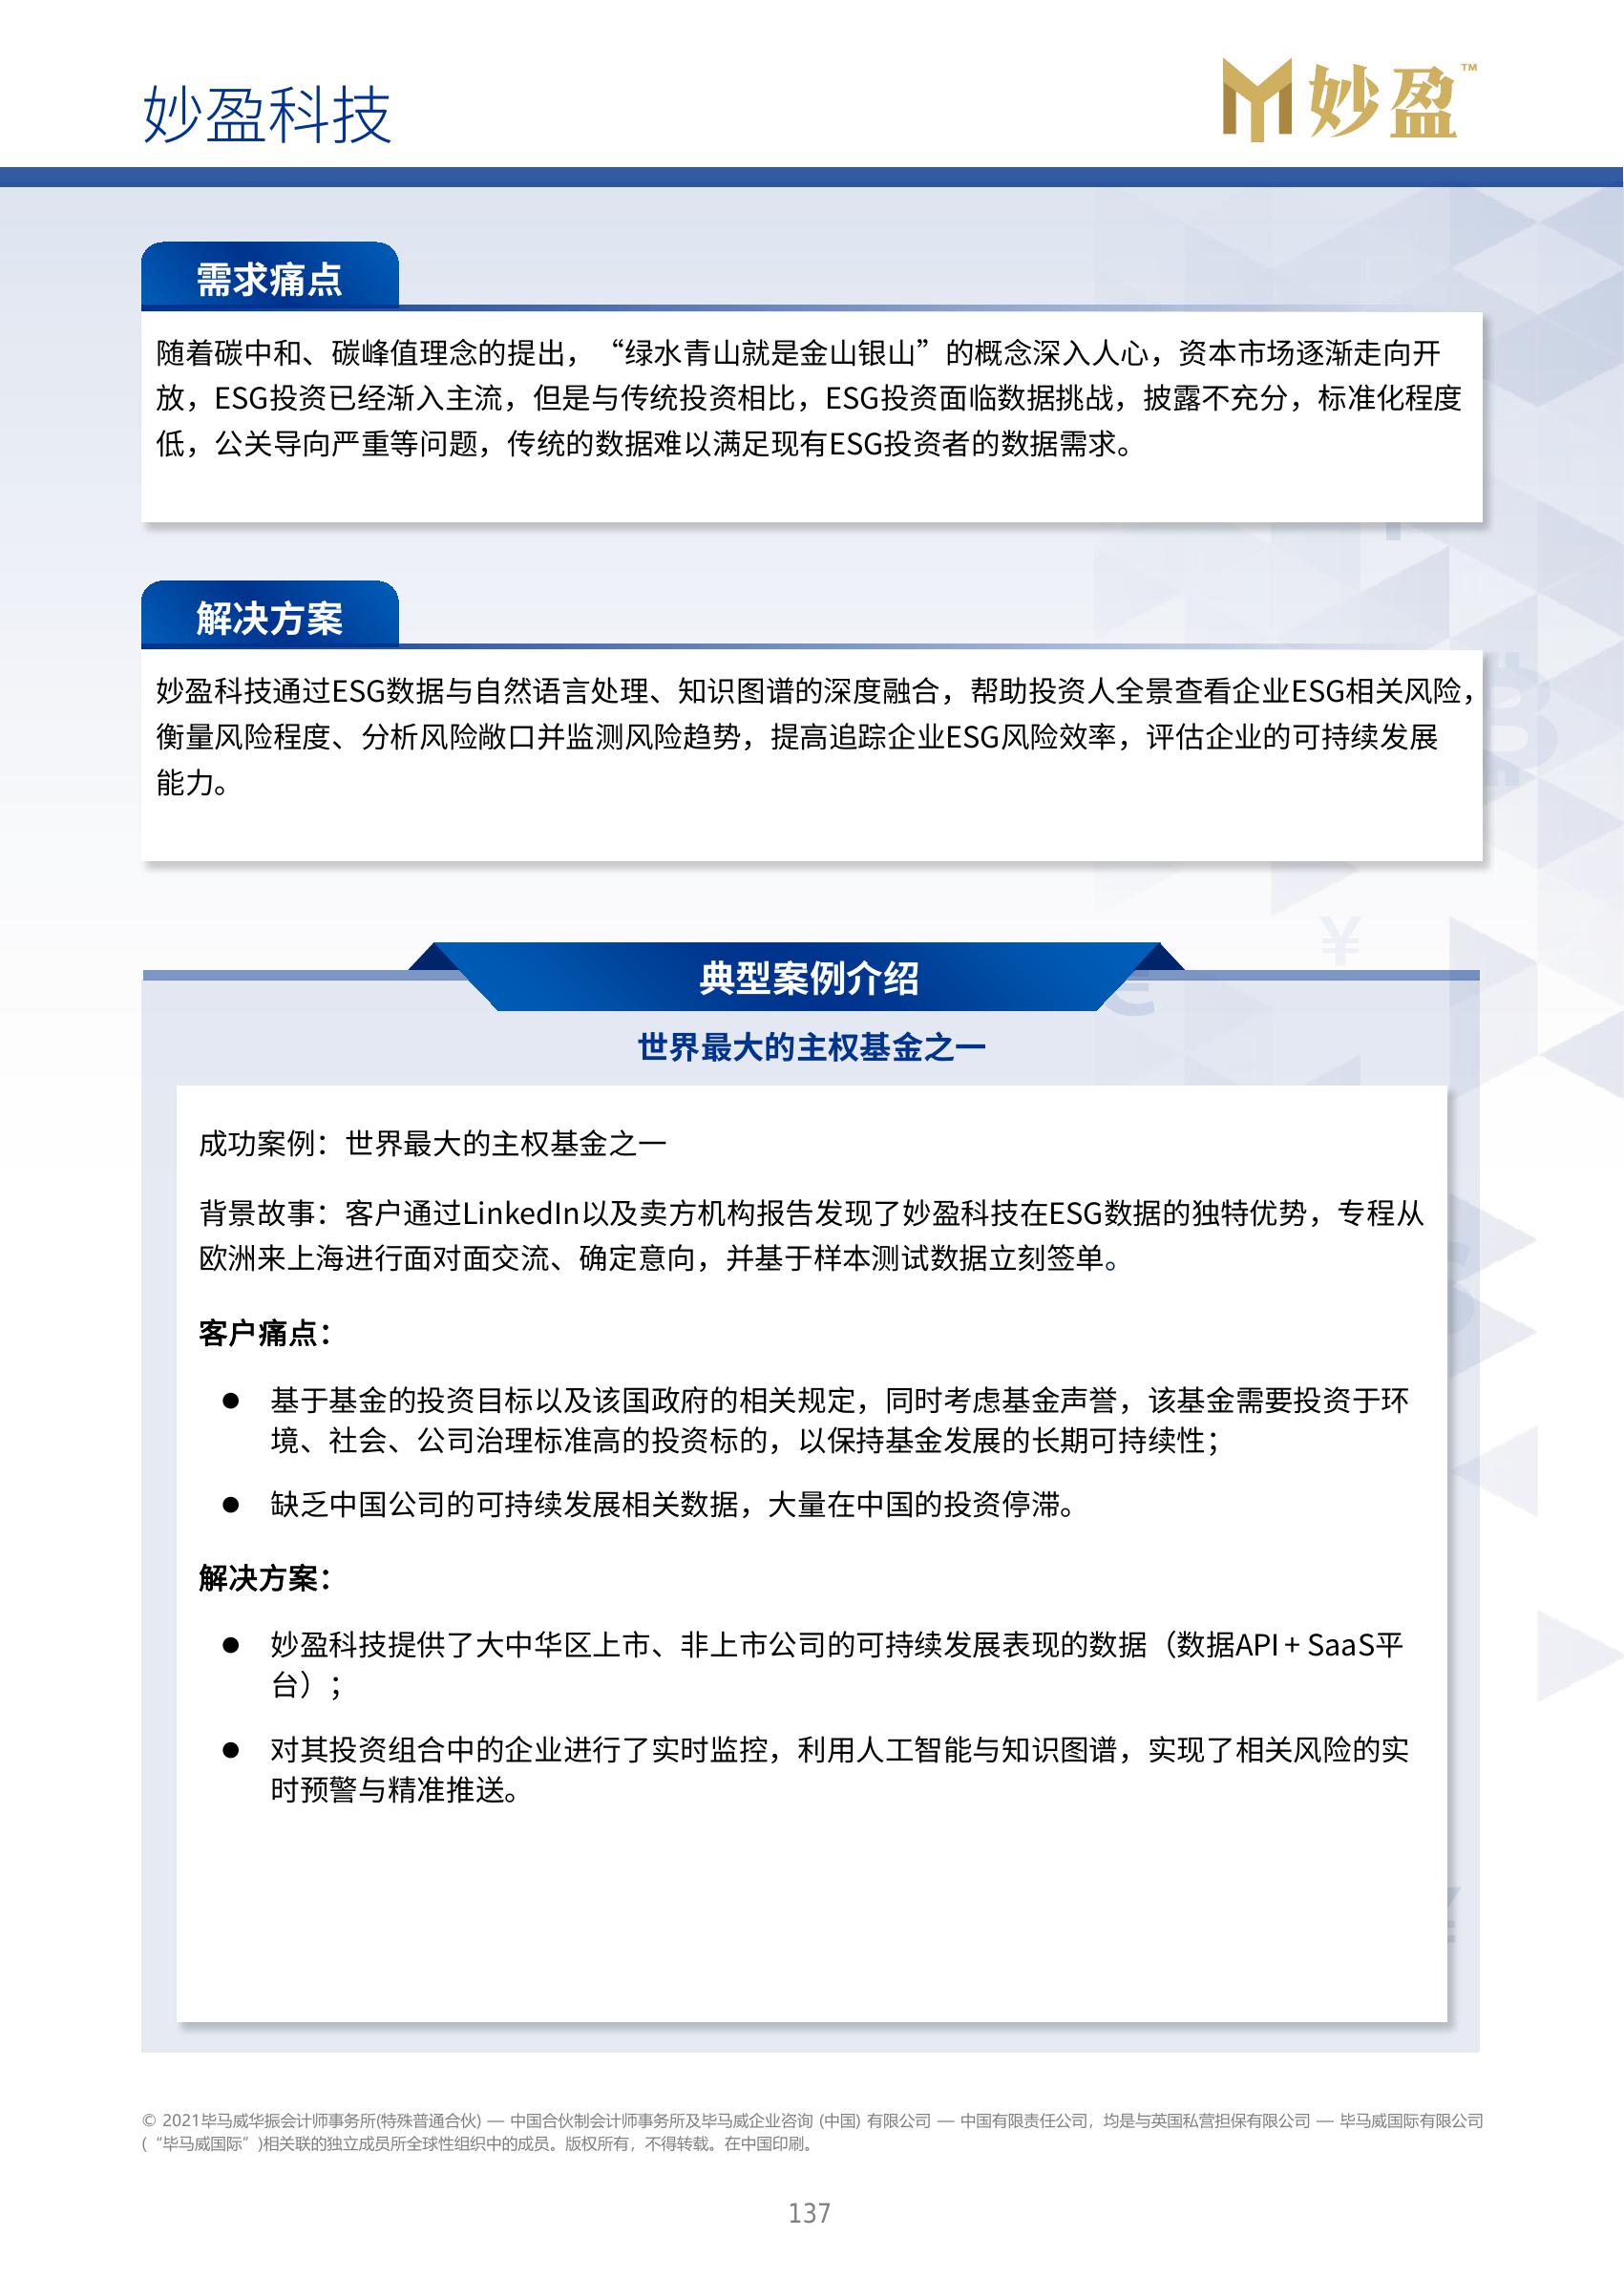 妙盈科技
妙盈™
需求痛点
随着碳中和、碳峰值理念的提出，“绿水青山就是金山银山”的概念深入人心，资本市场逐渐走向开
放，ESG投资已经渐入主流，但是与传统投资相比，ESG投资面临数据挑战，披露不充分，标准化程度
低，公关导向严重等问题，传统的数据难以满足现有ESG投资者的数据需求。
解决方案
妙盈科技通过ESG数据与自然语言处理、知识图谱的深度融合，帮助投资人全景查看企业ESG相关风险，
衡量风险程度、分析风险敞口并监测风险趋势，提高追踪企业ESG风险效率，评估企业的可持续发展
能力。
典型案例介绍
世界最大的主权基金之一
成功案例：世界最大的主权基金之一
背景故事：客户通过LinkedIn以及卖方机构报告发现了妙盈科技在ESG数据的独特优势，专程从
欧洲来上海进行面对面交流、确定意向，并基于样本测试数据立刻签单。
客户痛点：
● 基于基金的投资目标以及该国政府的相关规定，同时考虑基金声誉，该基金需要投资于环
境、社会、公司治理标准高的投资标的，以保持基金发展的长期可持续性；
● 缺乏中国公司的可持续发展相关数据，大量在中国的投资停滞。
解决方案：
● 妙盈科技提供了大中华区上市、非上市公司的可持续发展表现的数据（数据API + SaaS平
台）；
● 对其投资组合中的企业进行了实时监控，利用人工智能与知识图谱，实现了相关风险的实
时预警与精准推送。
© 2021毕马威华振会计师事务所(特殊普通合伙) — 中国合伙制会计师事务所及毕马威企业咨询 (中国) 有限公司 — 中国有限责任公司，均是与英国私营担保有限公司 — 毕马威国际有限公司
(“毕马威国际”)相关联的独立成员所全球性组织中的成员。版权所有，不得转载。在中国印刷。
137